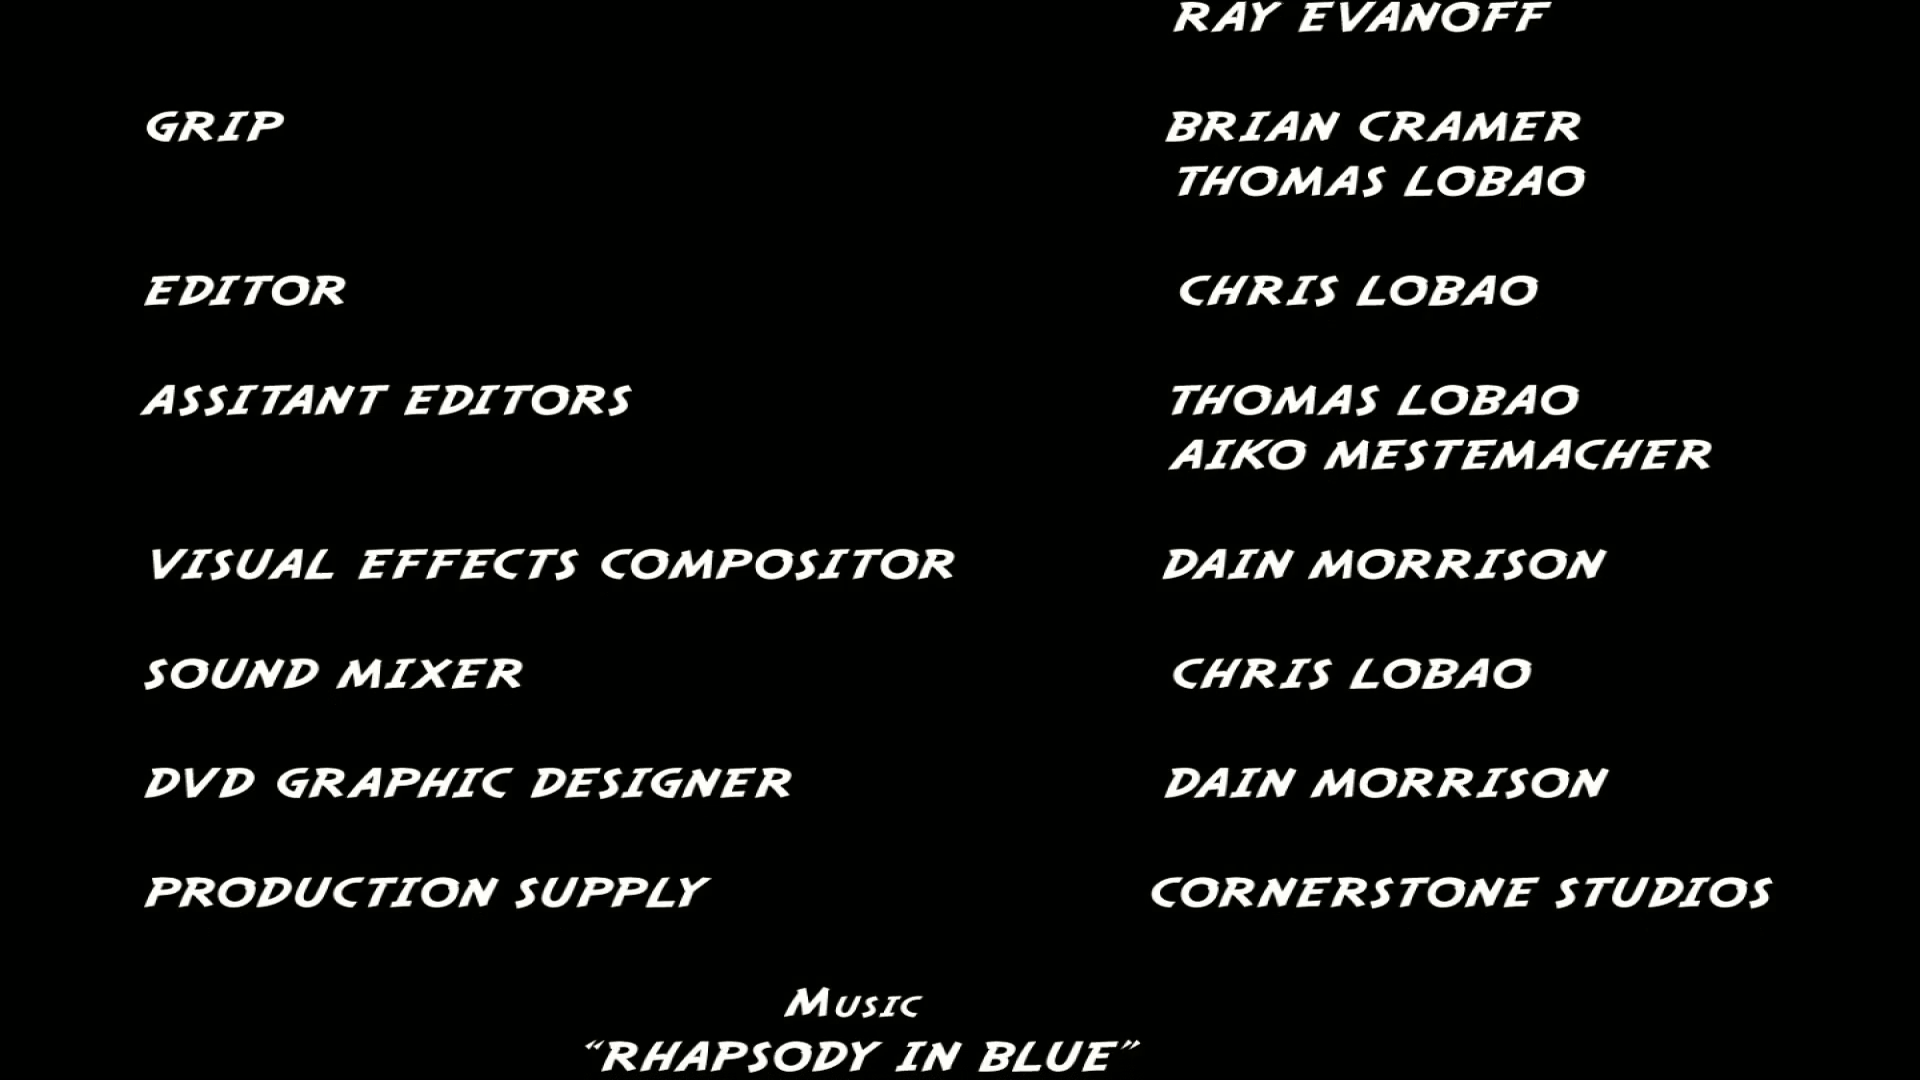 RAY EVANOFF
GRIP BRIAN CRAMER
THOMAS LOBAO
EDITOR CHRIS LOBAO
ASSITANT EDITORS THOMAS LOBAO
AIKO MESTEMACHER
VISUAL EFFECTS COMPOSITOR DAIN MORRISON
SOUND MIXER CHRIS LOBAO
DVD GRAPHIC DESIGNER DAIN MORRISON
PRODUCTION SUPPLY CORNERSTONE STUDIOS
MUSIC
“RHAPSODY IN BLUE”